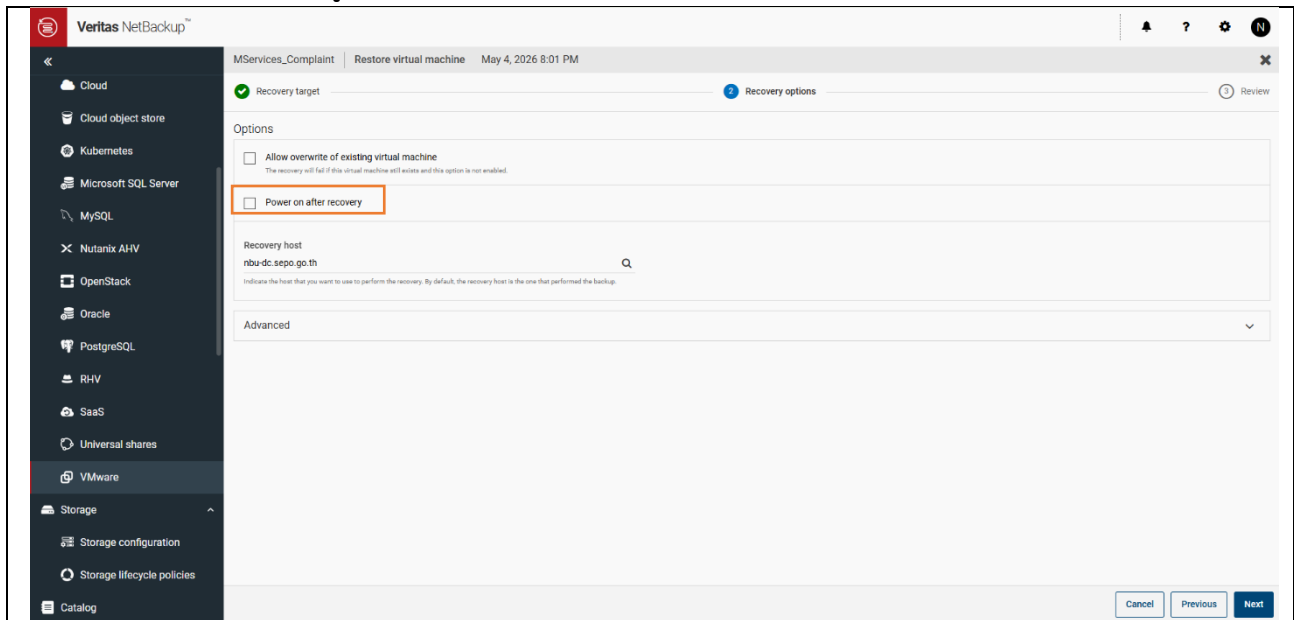 Veritas NetBackup™
N
MServices_Complaint Restore virtual machine May 4, 2026 8:01 PM
Cloud
Cloud object store
Kubernetes
Microsoft SQL Server
MySQL
Nutanix AHV
OpenStack
Oracle
PostgreSQL
RHV
SaaS
Universal shares
VMware
Storage
Storage configuration
Storage lifecycle policies
Catalog
Recovery target
2 Recovery options
3 Review
Options
Allow overwrite of existing virtual machine
The recovery will fail if this virtual machine still exists and this option is not enabled.
Power on after recovery
Recovery host
nbu-dc.sepo.go.th
Indicate the host that you want to use to perform the recovery. By default, the recovery host is the one that performed the backup.
Advanced
Cancel Previous Next